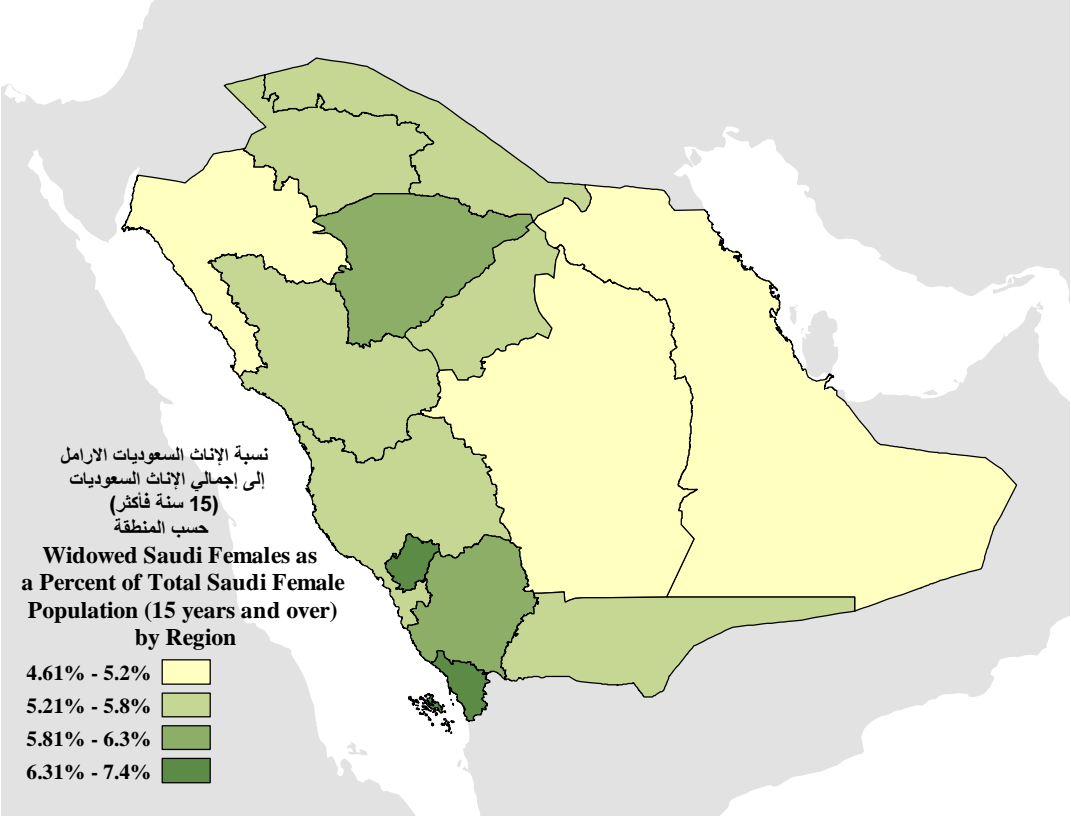 نسبة الإناث السعوديات الارامل
إلى إجمالي الإناث السعوديات
(15 سنة فأكثر)
حسب المنطقة
Widowed Saudi Females as
a Percent of Total Saudi Female
Population (15 years and over)
by Region
4.61% - 5.2%
5.21% - 5.8%
5.81% - 6.3%
6.31% - 7.4%